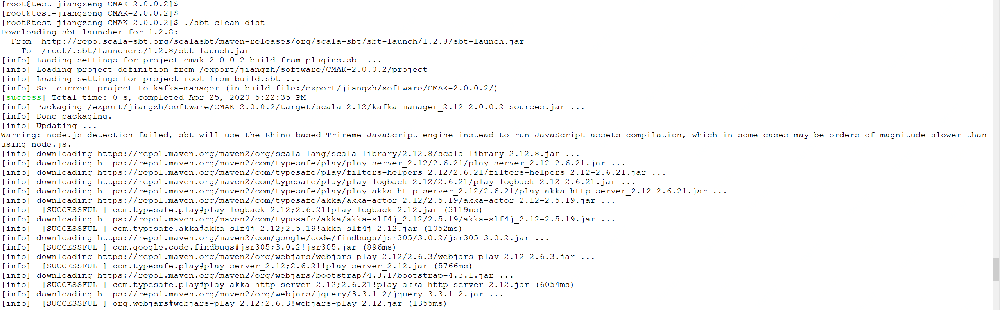 [root@test-jiangzeng CMAK-2.0.0.2]$
[root@test-jiangzeng CMAK-2.0.0.2]$
[root@test-jiangzeng CMAK-2.0.0.2]$ ./sbt clean dist
Downloading sbt launcher for 1.2.8:
  From  http://repo.scala-sbt.org/scalasbt/maven-releases/org/scala-sbt/sbt-launch/1.2.8/sbt-launch.jar
    To  /root/.sbt/launchers/1.2.8/sbt-launch.jar
[info] Loading settings for project cmak-2-0-0-2-build from plugins.sbt ...
[info] Loading project definition from /export/jiangzh/software/CMAK-2.0.0.2/project
[info] Loading settings for project root from build.sbt ...
[info] Set current project to kafka-manager (in build file:/export/jiangzh/software/CMAK-2.0.0.2/)
[success] Total time: 0 s, completed Apr 25, 2020 5:22:35 PM
[info] Packaging /export/jiangzh/software/CMAK-2.0.0.2/target/scala-2.12/kafka-manager_2.12-2.0.0.2-sources.jar ...
[info] Done packaging.
[info] Updating ...
Warning: node.js detection failed, sbt will use the Rhino based Trireme JavaScript engine instead to run JavaScript assets compilation, which in some cases may be orders of magnitude slower than
using node.js.
[info] downloading https://repo1.maven.org/maven2/org/scala-lang/scala-library/2.12.8/scala-library-2.12.8.jar ...
[info] downloading https://repo1.maven.org/maven2/com/typesafe/play/play-server_2.12/2.6.21/play-server_2.12-2.6.21.jar ...
[info] downloading https://repo1.maven.org/maven2/com/typesafe/play/filters-helpers_2.12/2.6.21/filters-helpers_2.12-2.6.21.jar ...
[info] downloading https://repo1.maven.org/maven2/com/typesafe/play/play-logback_2.12/2.6.21/play-logback_2.12-2.6.21.jar ...
[info] downloading https://repo1.maven.org/maven2/com/typesafe/play/play-akka-http-server_2.12/2.6.21/play-akka-http-server_2.12-2.6.21.jar ...
[info] downloading https://repo1.maven.org/maven2/com/typesafe/akka/akka-actor_2.12/2.5.19/akka-actor_2.12-2.5.19.jar ...
[info]  [SUCCESSFUL ] com.typesafe.play#play-logback_2.12;2.6.21!play-logback_2.12.jar (3119ms)
[info] downloading https://repo1.maven.org/maven2/com/typesafe/akka/akka-slf4j_2.12/2.5.19/akka-slf4j_2.12-2.5.19.jar ...
[info]  [SUCCESSFUL ] com.typesafe.akka#akka-slf4j_2.12;2.5.19!akka-slf4j_2.12.jar (1052ms)
[info] downloading https://repo1.maven.org/maven2/com/google/code/findbugs/jsr305/3.0.2/jsr305-3.0.2.jar ...
[info]  [SUCCESSFUL ] com.google.code.findbugs#jsr305;3.0.2!jsr305.jar (896ms)
[info] downloading https://repo1.maven.org/maven2/org/webjars/webjars-play_2.12/2.6.3/webjars-play_2.12-2.6.3.jar ...
[info]  [SUCCESSFUL ] com.typesafe.play#play-server_2.12;2.6.21!play-server_2.12.jar (5766ms)
[info] downloading https://repo1.maven.org/maven2/org/webjars/bootstrap/4.3.1/bootstrap-4.3.1.jar ...
[info]  [SUCCESSFUL ] com.typesafe.play#play-akka-http-server_2.12;2.6.21!play-akka-http-server_2.12.jar (6054ms)
[info] downloading https://repo1.maven.org/maven2/org/webjars/jquery/3.3.1-2/jquery-3.3.1-2.jar ...
[info]  [SUCCESSFUL ] org.webjars#webjars-play_2.12;2.6.3!webjars-play_2.12.jar (1355ms)